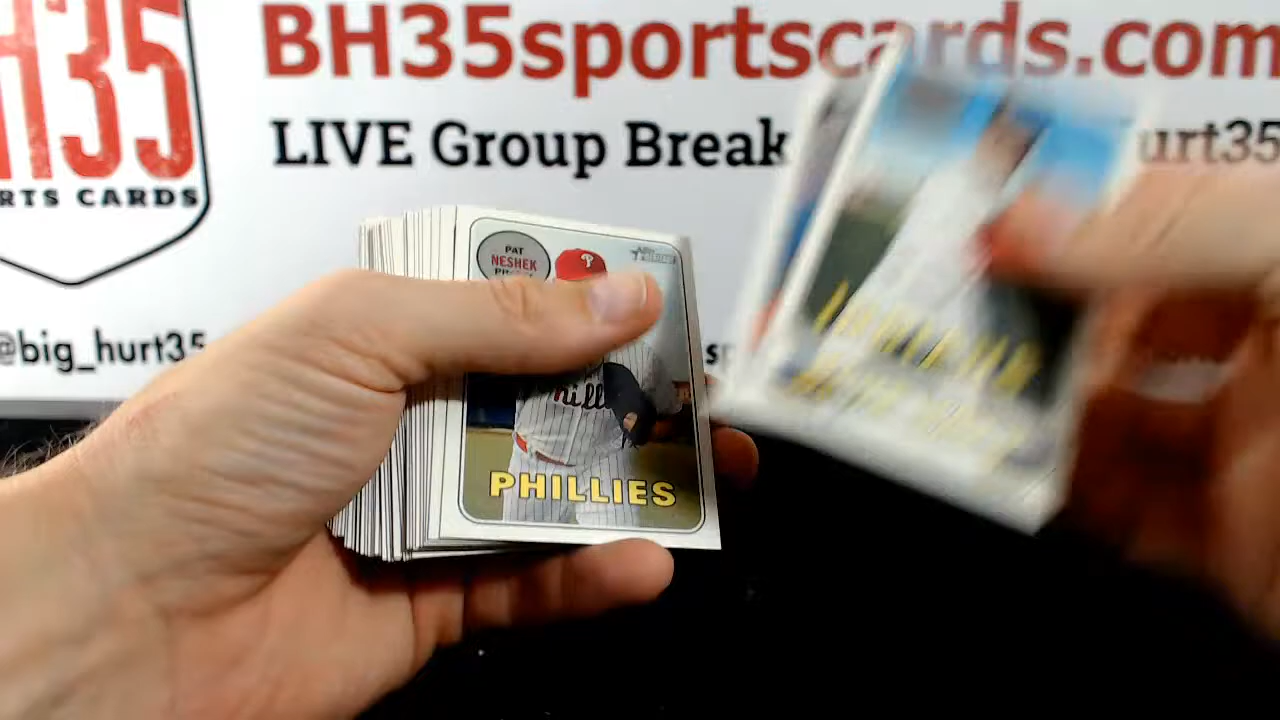 H35
RTS CARDS
BH35sportscards.com
LIVE Group Break
urt35
@big_hurt35
PAT
NESHEK
PHILLIES